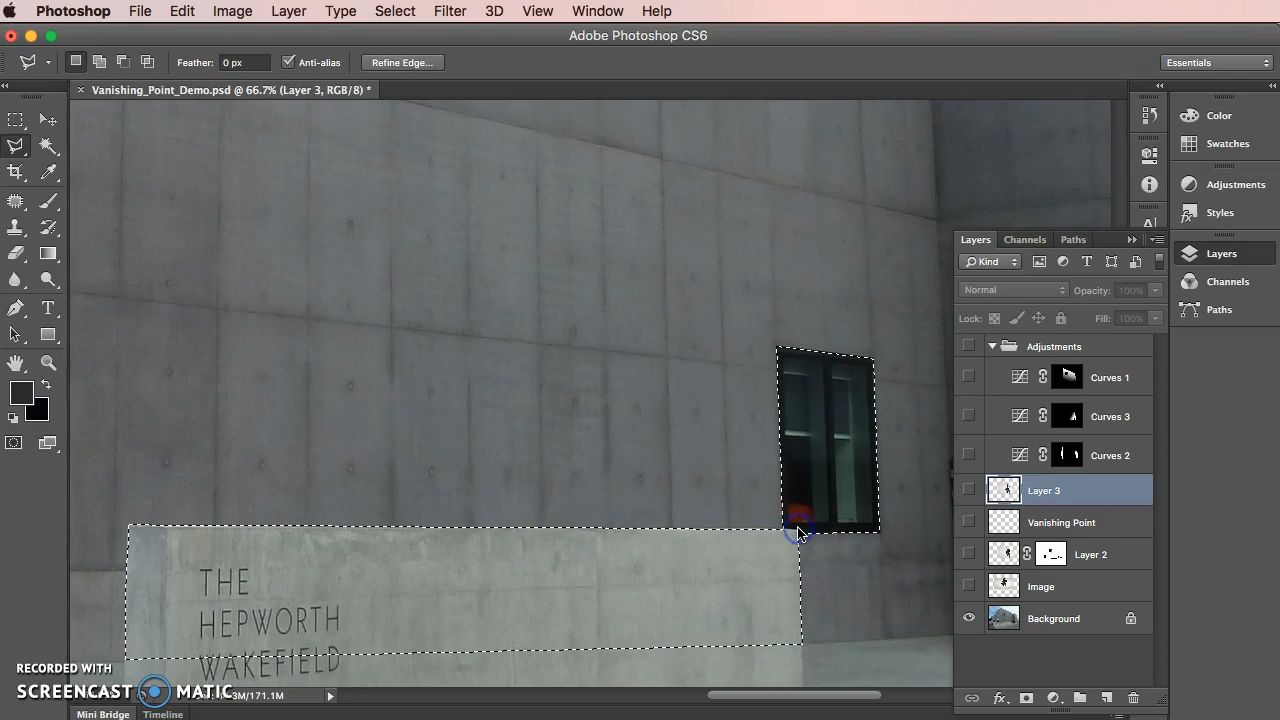 Photoshop File Edit Image Layer Type Select Filter 3D View Window Help
Adobe Photoshop CS6
Feather: 0 px Anti-alias Refine Edge... Essentials
Vanishing_Point_Demo.psd @ 66.7% (Layer 3, RGB/8) *
Color
Swatches
Adjustments
Styles
Layers
Channels
Paths
Layers Channels Paths
Kind
Normal Opacity: 100%
Lock: Fill: 100%
Adjustments
Curves 1
Curves 3
Curves 2
Layer 3
Vanishing Point
Layer 2
Image
Background
THE
HEPWORTH
WAKEFIELD
RECORDED WITH
SCREENCAST MATIC
3M/171.1M
Mini Bridge Timeline